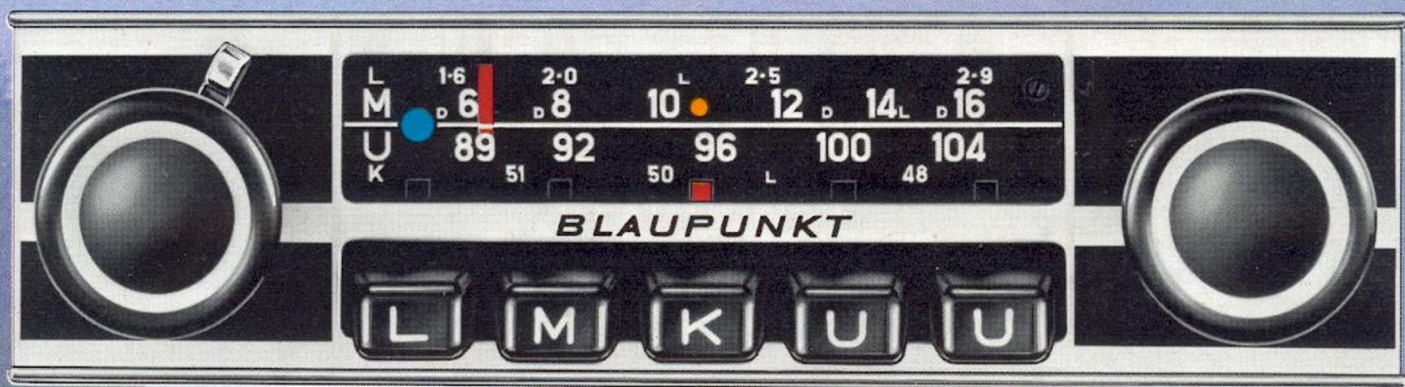 L 1·6 2·0 L 2·5 2·9
M D 6 D 8 10 12 D 14 L D 16
U 89 92 96 100 104
K 51 50 L 48
BLAUPUNKT
L M K U U